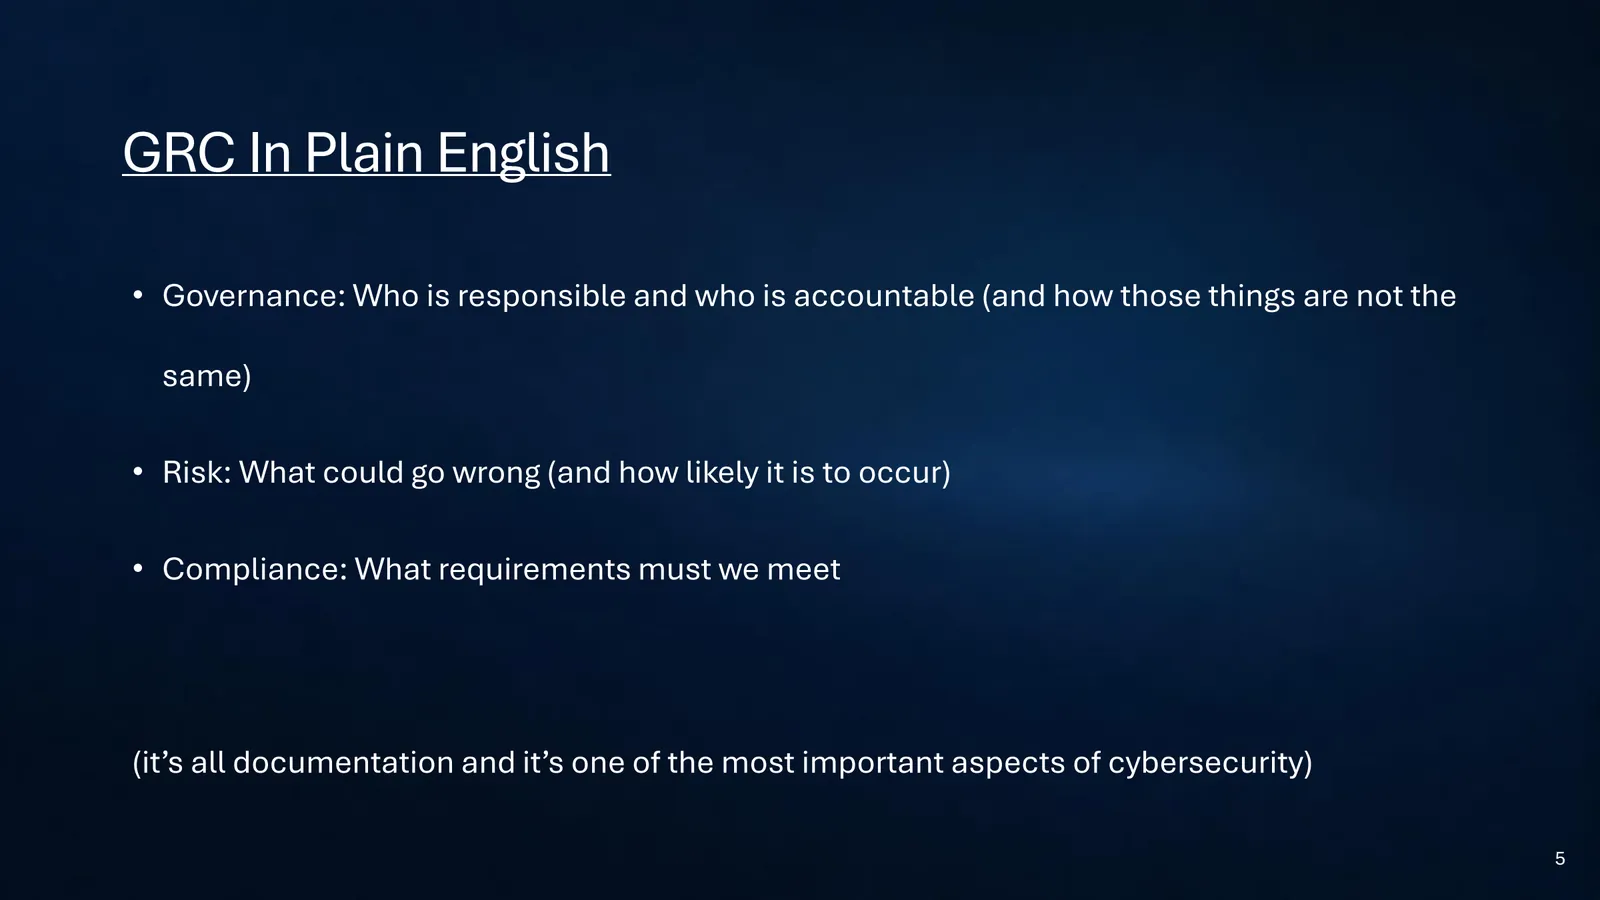 GRC In Plain English
• Governance: Who is responsible and who is accountable (and how those things are not the
same)
• Risk: What could go wrong (and how likely it is to occur)
• Compliance: What requirements must we meet
(it’s all documentation and it’s one of the most important aspects of cybersecurity)
5